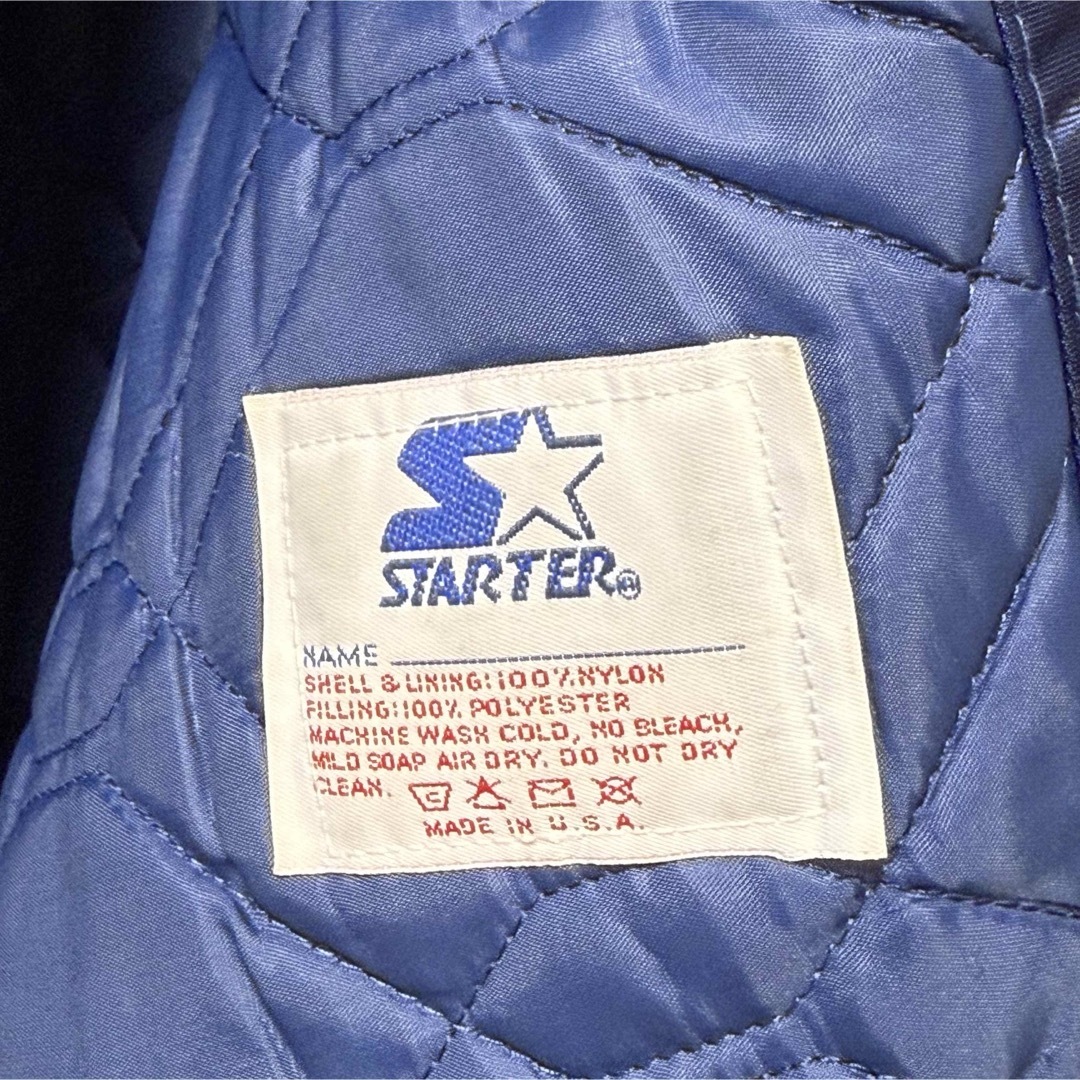 STARTER®
NAME
SHELL & LINING:100%NYLON
FILLING:100% POLYESTER
MACHINE WASH COLD, NO BLEACH,
MILD SOAP AIR DRY. DO NOT DRY
CLEAN.
MADE IN U.S.A.